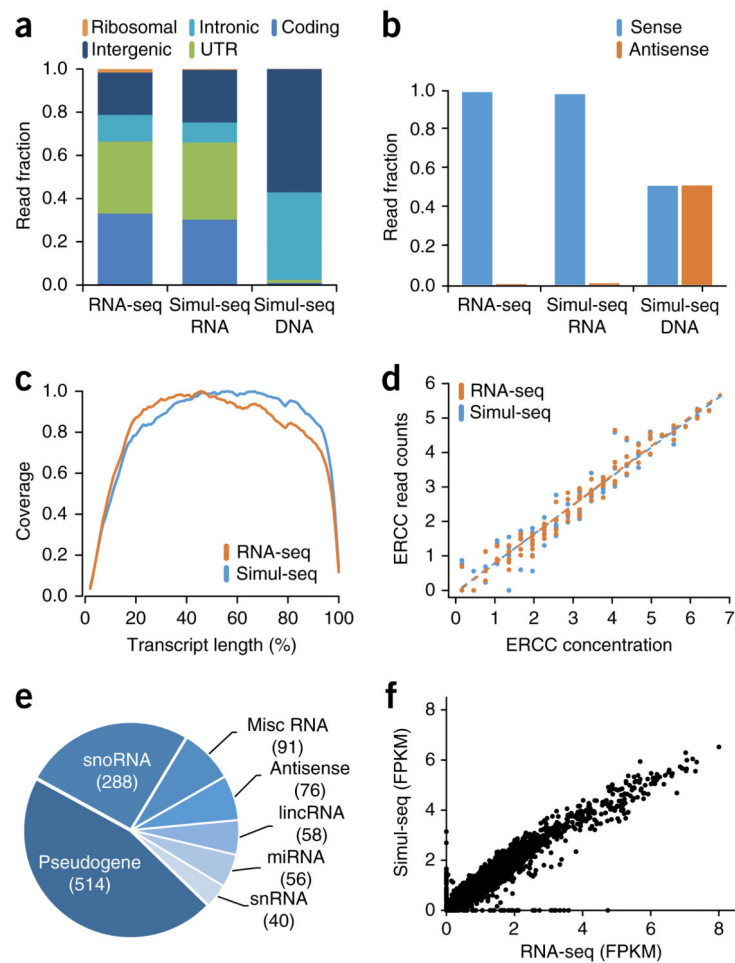 a
Ribosomal Intronic Coding
Intergenic UTR
Read fraction
1.0
0.8
0.6
0.4
0.2
0.0
RNA-seq Simul-seq RNA Simul-seq DNA
b
Sense
Antisense
Read fraction
1.0
0.8
0.6
0.4
0.2
0.0
RNA-seq Simul-seq RNA Simul-seq DNA
c
Coverage
1.0
0.8
0.6
0.4
0.2
0.0
RNA-seq
Simul-seq
0 20 40 60 80 100
Transcript length (%)
d
RNA-seq
Simul-seq
ERCC read counts
6
5
4
3
2
1
0
0 1 2 3 4 5 6 7
ERCC concentration
e
Misc RNA
(91)
Antisense
(76)
lincRNA
(58)
miRNA
(56)
snRNA
(40)
snoRNA
(288)
Pseudogene
(514)
f
Simul-seq (FPKM)
8
6
4
2
0
0 2 4 6 8
RNA-seq (FPKM)